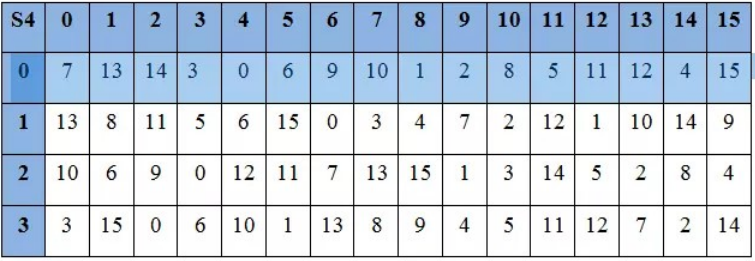 S4 0 1 2 3 4 5 6 7 8 9 10 11 12 13 14 15
0 7 13 14 3 0 6 9 10 1 2 8 5 11 12 4 15
1 13 8 11 5 6 15 0 3 4 7 2 12 1 10 14 9
2 10 6 9 0 12 11 7 13 15 1 3 14 5 2 8 4
3 3 15 0 6 10 1 13 8 9 4 5 11 12 7 2 14